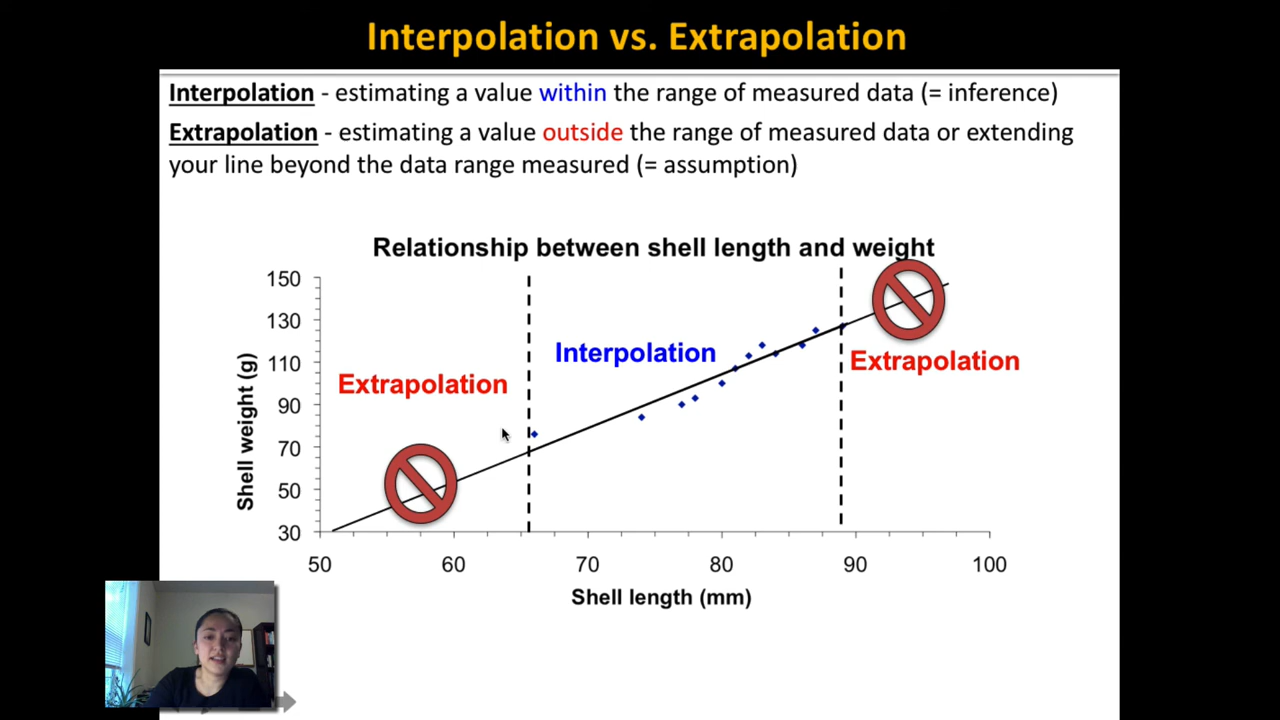 Interpolation vs. Extrapolation
Interpolation - estimating a value within the range of measured data (= inference)
Extrapolation - estimating a value outside the range of measured data or extending
your line beyond the data range measured (= assumption)
Relationship between shell length and weight
150
130
110
90
70
50
30
Shell weight (g)
Extrapolation
Interpolation
Extrapolation
50 60 70 80 90 100
Shell length (mm)